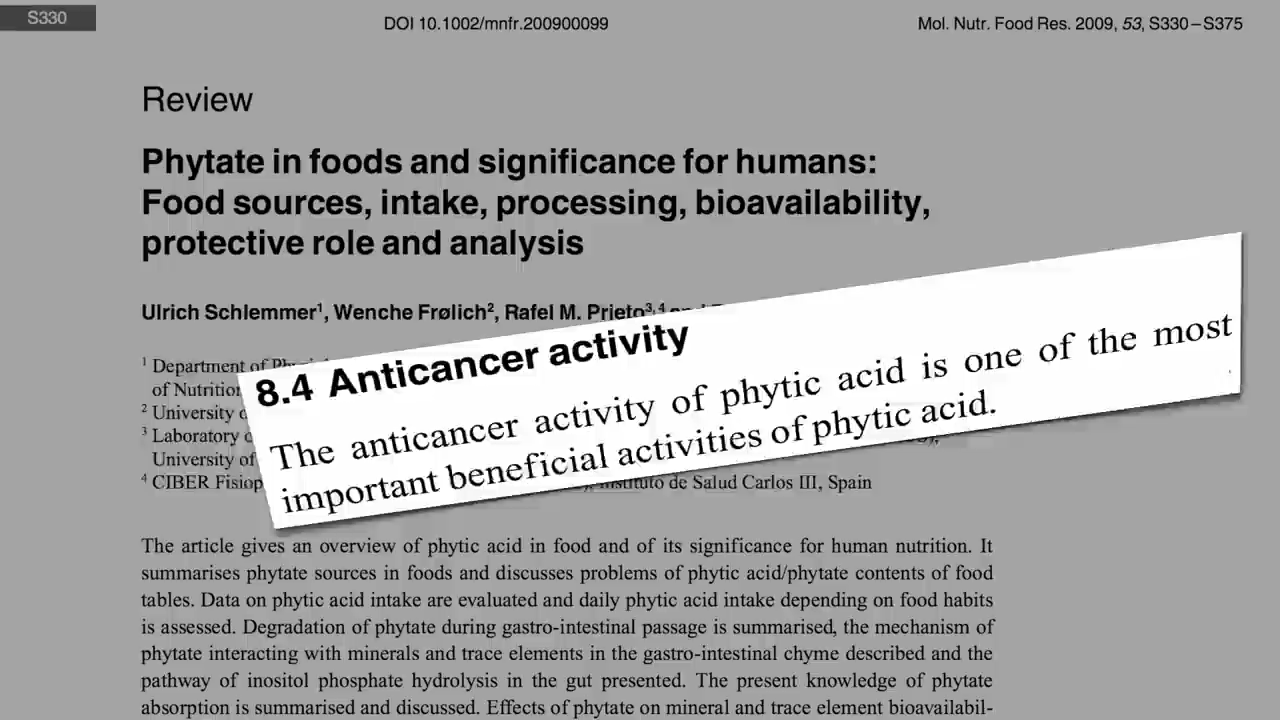 S330
DOI 10.1002/mnfr.200900099
Mol. Nutr. Food Res. 2009, 53, S330–S375
Review
Phytate in foods and significance for humans:
Food sources, intake, processing, bioavailability,
protective role and analysis
Ulrich Schlemmer1, Wenche Frølich2, Rafel M. Prieto3,4
8.4 Anticancer activity
The anticancer activity of phytic acid is one of the most
important beneficial activities of phytic acid.
1 Department of
of Nutrition
2 University
3 Laboratory
University of
4 CIBER Instituto de Salud Carlos III, Spain
The article gives an overview of phytic acid in food and of its significance for human nutrition. It
summarises phytate sources in foods and discusses problems of phytic acid/phytate contents of food
tables. Data on phytic acid intake are evaluated and daily phytic acid intake depending on food habits
is assessed. Degradation of phytate during gastro-intestinal passage is summarised, the mechanism of
phytate interacting with minerals and trace elements in the gastro-intestinal chyme described and the
pathway of inositol phosphate hydrolysis in the gut presented. The present knowledge of phytate
absorption is summarised and discussed. Effects of phytate on mineral and trace element bioavailabil-